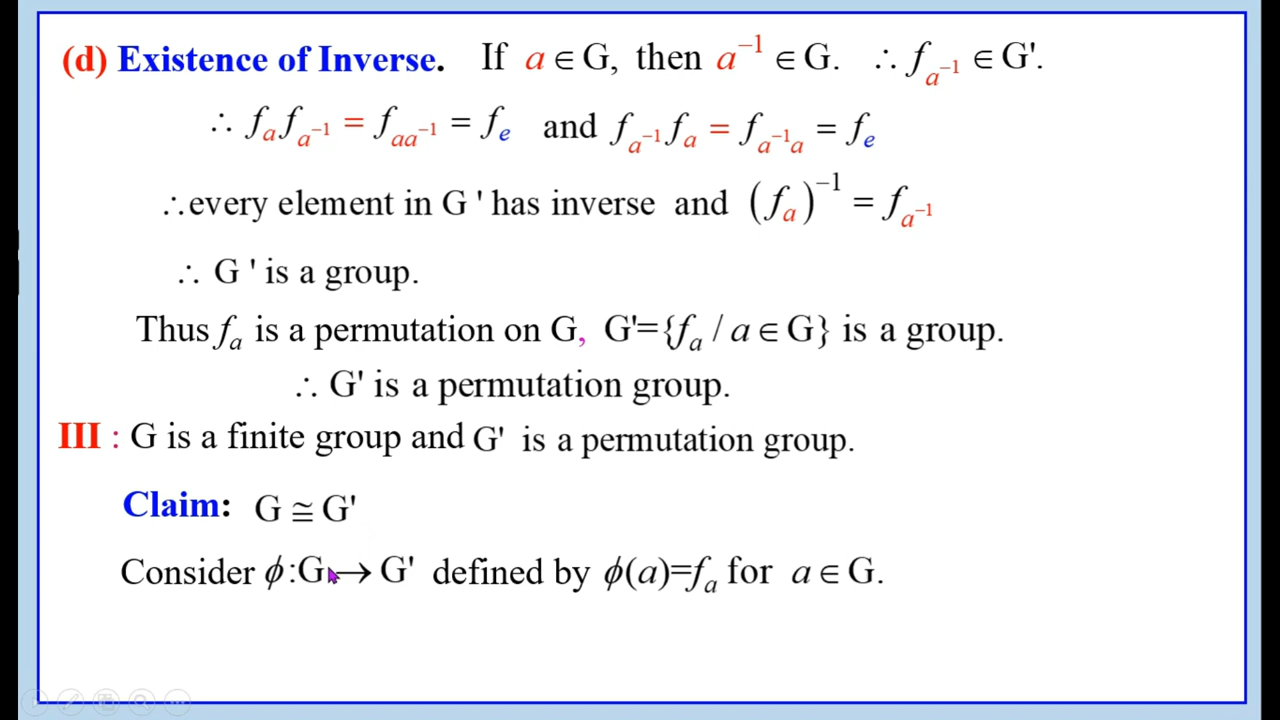 (d) Existence of Inverse. If a ∈ G, then a⁻¹ ∈ G. ∴ f_{a⁻¹} ∈ G'.
∴ f_a f_{a⁻¹} = f_{aa⁻¹} = f_e and f_{a⁻¹} f_a = f_{a⁻¹a} = f_e
∴ every element in G ' has inverse and (f_a)⁻¹ = f_{a⁻¹}
∴ G ' is a group.
Thus f_a is a permutation on G, G'={f_a / a ∈ G} is a group.
∴ G' is a permutation group.
III : G is a finite group and G' is a permutation group.
Claim: G ≅ G'
Consider ϕ :G → G' defined by ϕ(a)=f_a for a ∈ G.